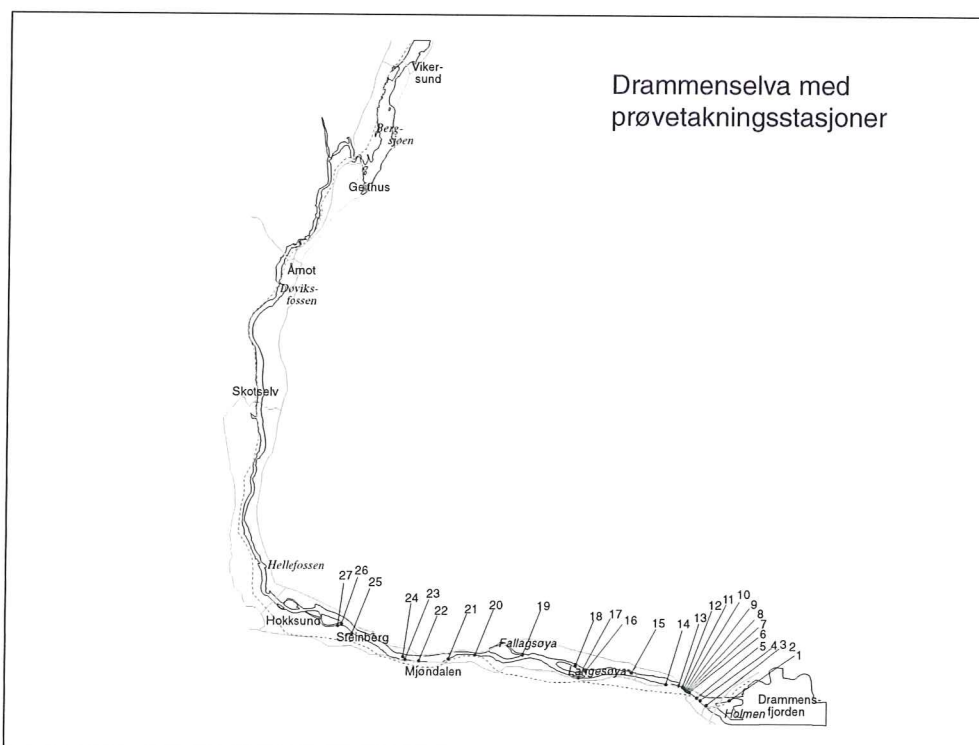 Drammenselva med
prøvetakningsstasjoner
Viker-
sund
Berg-
sjøen
Geithus
Åmot
Døviks-
fossen
Skotselv
Hellefossen
Hokksund
27
26
25
Steinberg
24
23
22
Mjøndalen
21
20
19
Fallagsøya
18
17
16
Langesøya
15
14
13
12
11
10
9
8
7
6
5
4
3
2
1
Drammens-
fjorden
Holmen